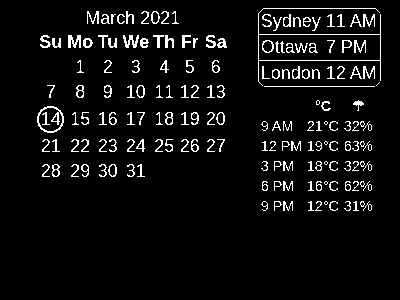 March 2021
Su Mo Tu We Th Fr Sa
1 2 3 4 5 6
7 8 9 10 11 12 13
14 15 16 17 18 19 20
21 22 23 24 25 26 27
28 29 30 31
Sydney 11 AM
Ottawa 7 PM
London 12 AM
°C
9 AM 21°C 32%
12 PM 19°C 63%
3 PM 18°C 32%
6 PM 16°C 62%
9 PM 12°C 31%